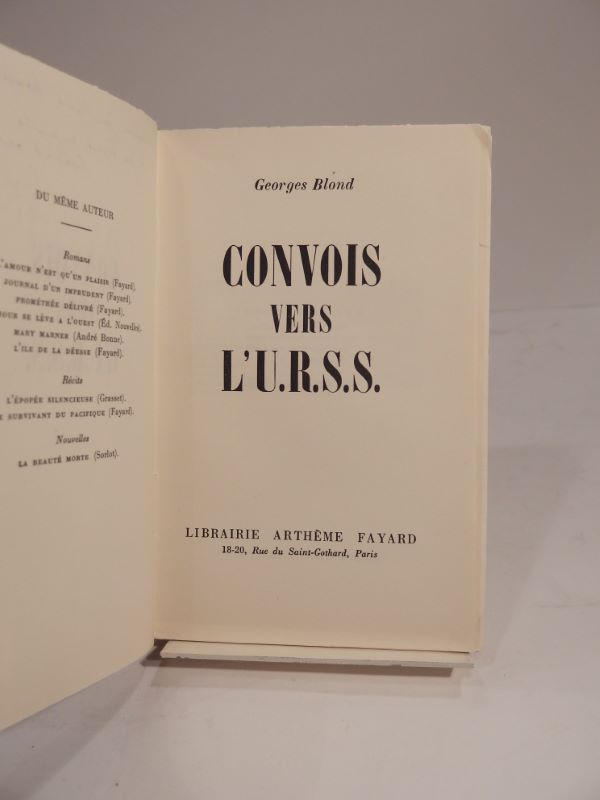 DU MÊME AUTEUR
Romans
'AMOUR N'EST QU'UN PLAISIR (Fayard).
JOURNAL D'UN IMPRUDENT (Fayard).
PROMÉTHÉE DÉLIVRÉ (Fayard).
OUR SE LÈVE A L'OUEST (Éd. Nouvelles).
MARY MARNER (André Bonne).
L'ILE DE LA DÉESSE (Fayard).
Récits
L'ÉPOPÉE SILENCIEUSE (Grasset).
E SURVIVANT DU PACIFIQUE (Fayard).
Nouvelles
LA BEAUTÉ MORTE (Sorlot).
Georges Blond
CONVOIS
VERS
L'U.R.S.S.
LIBRAIRIE ARTHÈME FAYARD
18-20, Rue du Saint-Gothard, Paris